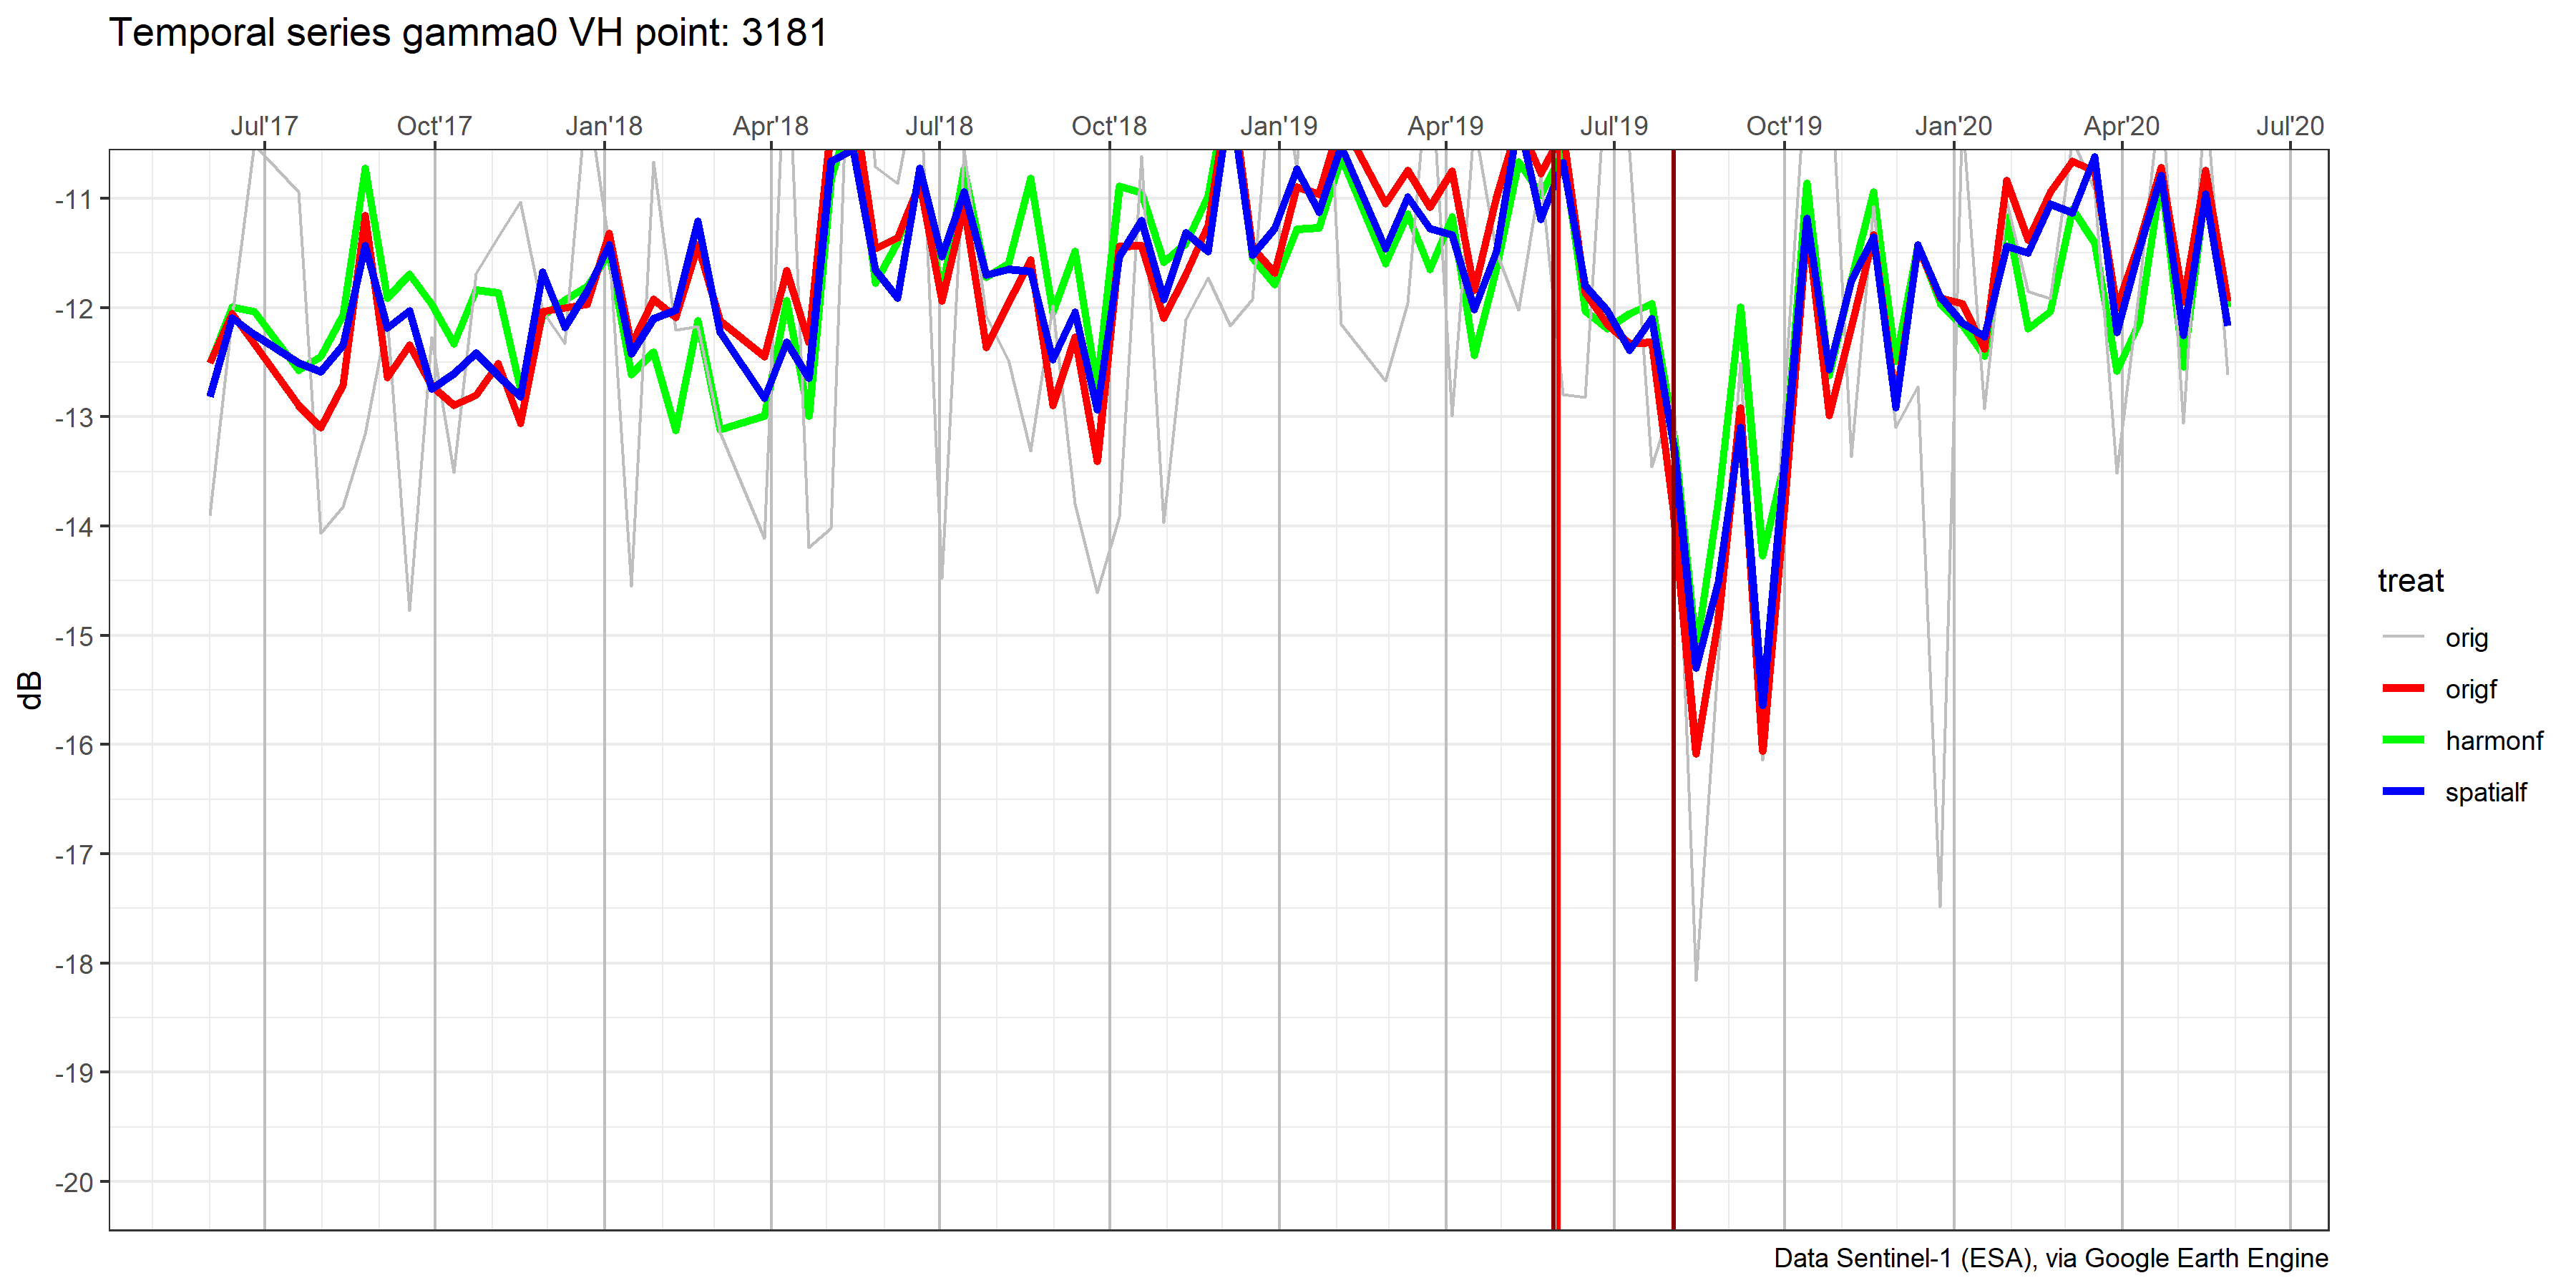 Temporal series gamma0 VH point: 3181
Jul'17 Oct'17 Jan'18 Apr'18 Jul'18 Oct'18 Jan'19 Apr'19 Jul'19 Oct'19 Jan'20 Apr'20 Jul'20
-11
-12
-13
-14
-15
-16
-17
-18
-19
-20
dB
treat
orig
origf
harmonf
spatialf
Data Sentinel-1 (ESA), via Google Earth Engine